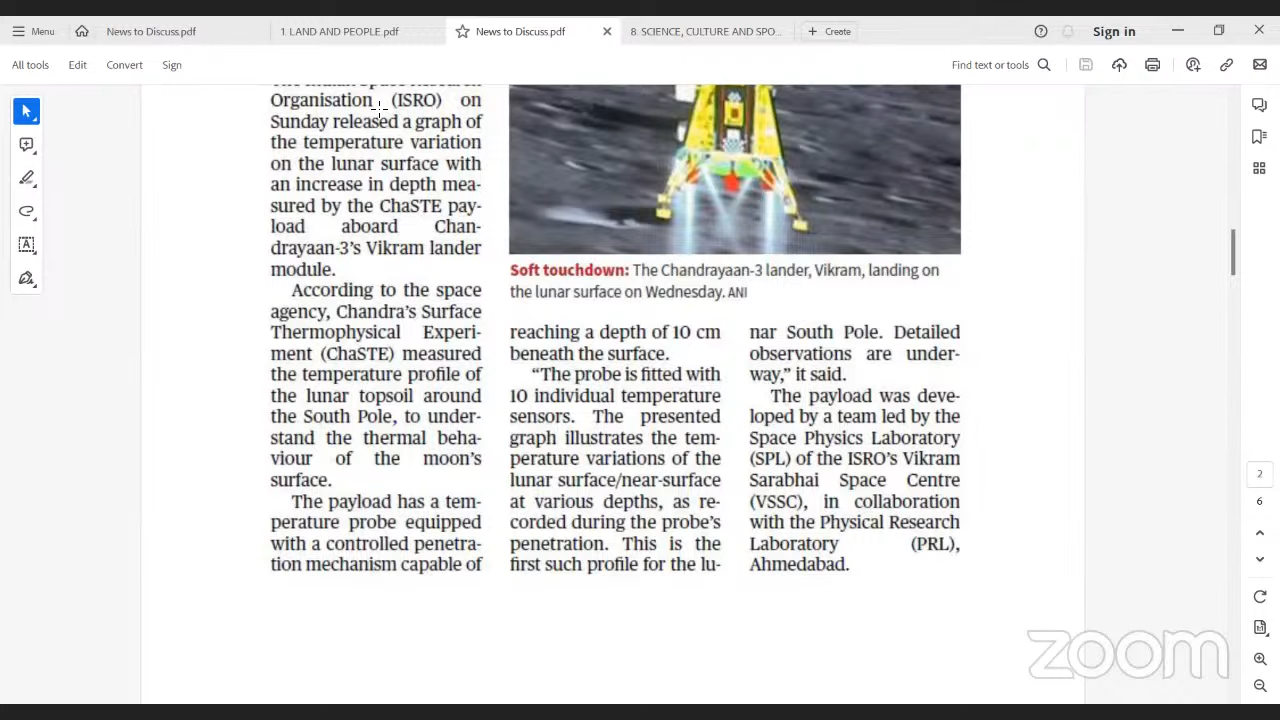 Menu
News to Discuss.pdf
1. LAND AND PEOPLE.pdf
News to Discuss.pdf
8. SCIENCE, CULTURE AND SPO...
Create
Sign in
All tools
Edit
Convert
Sign
Find text or tools
Organisation (ISRO) on
Sunday released a graph of
the temperature variation
on the lunar surface with
an increase in depth mea-
sured by the ChaSTE pay-
load aboard Chan-
drayaan-3's Vikram lander
module.
According to the space
agency, Chandra's Surface
Thermophysical Experi-
ment (ChaSTE) measured
the temperature profile of
the lunar topsoil around
the South Pole, to under-
stand the thermal beha-
viour of the moon's
surface.
The payload has a tem-
perature probe equipped
with a controlled penetra-
tion mechanism capable of
Soft touchdown: The Chandrayaan-3 lander, Vikram, landing on
the lunar surface on Wednesday. ANI
reaching a depth of 10 cm
beneath the surface.
“The probe is fitted with
10 individual temperature
sensors. The presented
graph illustrates the tem-
perature variations of the
lunar surface/near-surface
at various depths, as re-
corded during the probe's
penetration. This is the
first such profile for the lu-
nar South Pole. Detailed
observations are under-
way,” it said.
The payload was deve-
loped by a team led by the
Space Physics Laboratory
(SPL) of the ISRO's Vikram
Sarabhai Space Centre
(VSSC), in collaboration
with the Physical Research
Laboratory (PRL),
Ahmedabad.
2
6
zoom